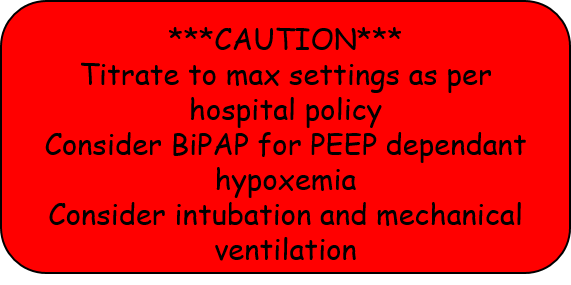 ***CAUTION***
Titrate to max settings as per
hospital policy
Consider BiPAP for PEEP dependant
hypoxemia
Consider intubation and mechanical
ventilation